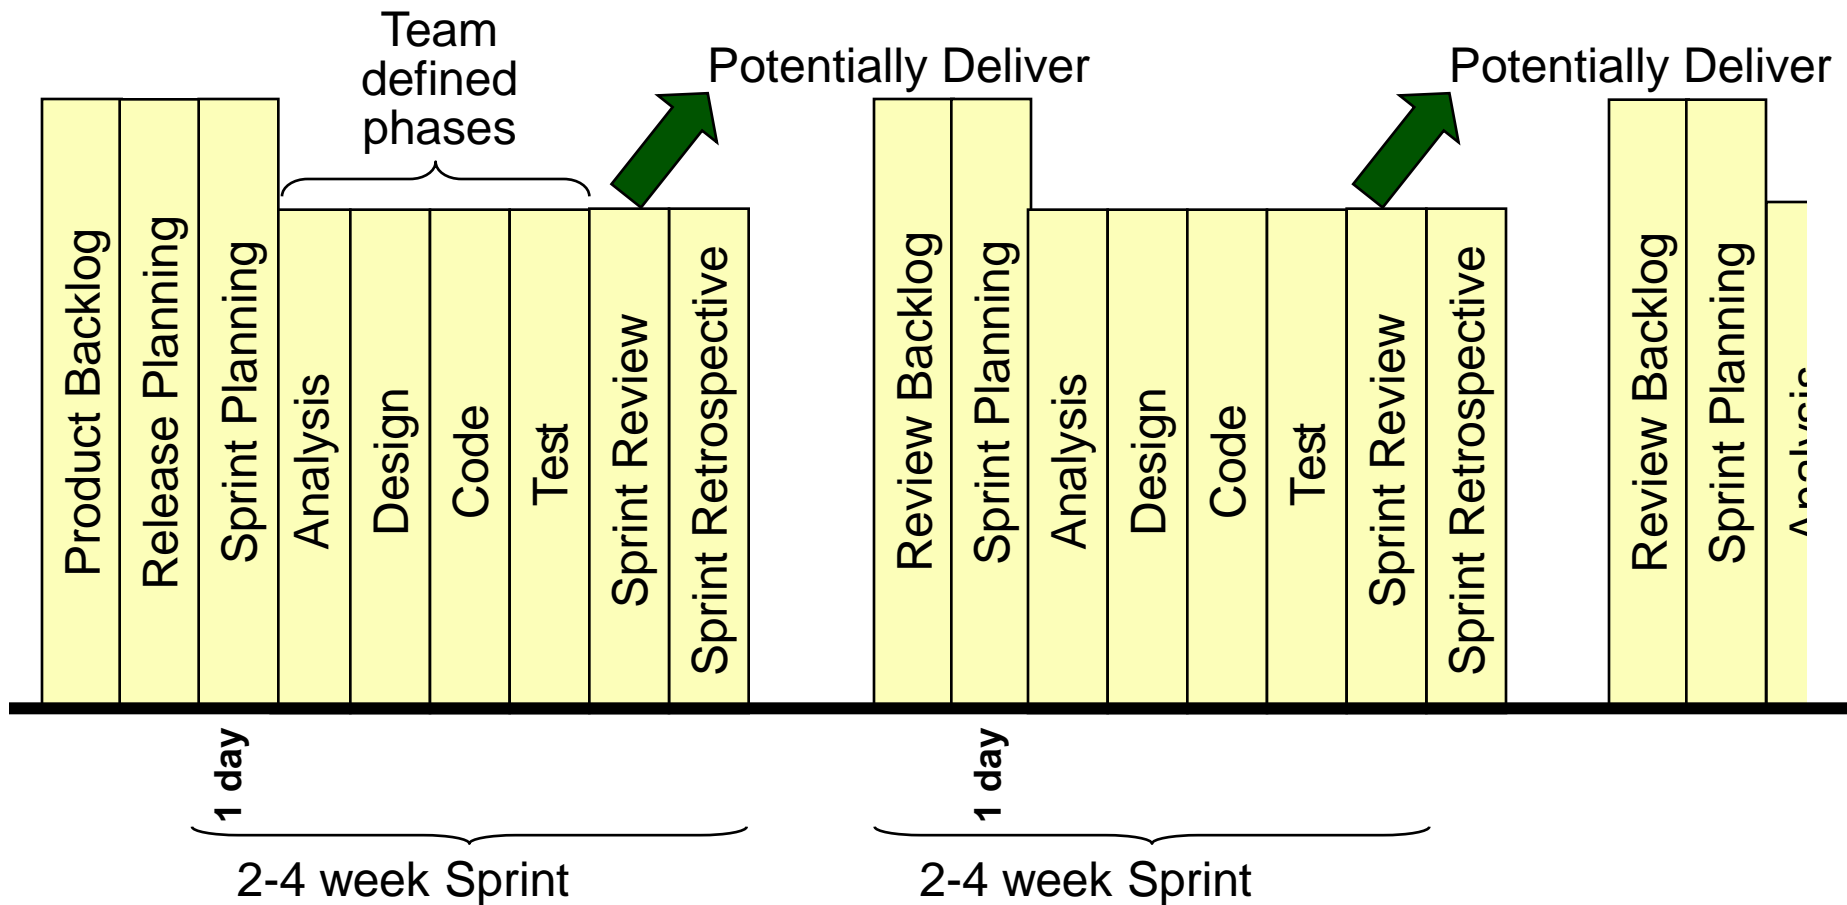 Team
defined
phases
Potentially Deliver
Potentially Deliver
Product Backlog
Release Planning
Sprint Planning
Analysis
Design
Code
Test
Sprint Review
Sprint Retrospective
Review Backlog
Sprint Planning
Analysis
Design
Code
Test
Sprint Review
Sprint Retrospective
Review Backlog
Sprint Planning
Analysis
1 day
1 day
2-4 week Sprint
2-4 week Sprint